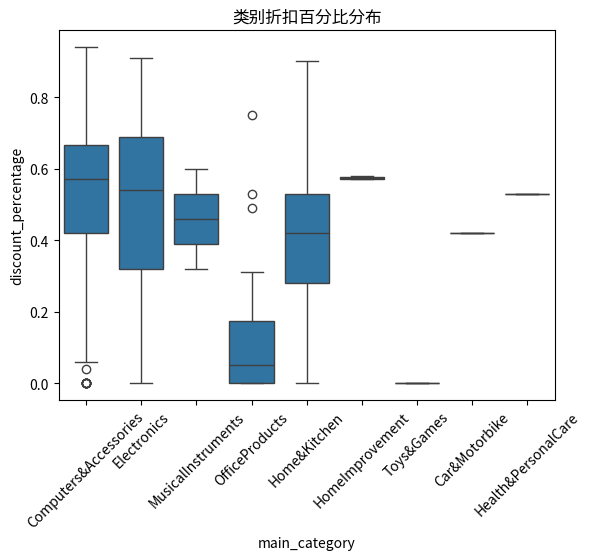 类别折扣百分比分布
discount_percentage
0.8
0.6
0.4
0.2
0.0
Computers&Accessories
Electronics
MusicalInstruments
OfficeProducts
Home&Kitchen
HomeImprovement
Toys&Games
Car&Motorbike
Health&PersonalCare
main_category